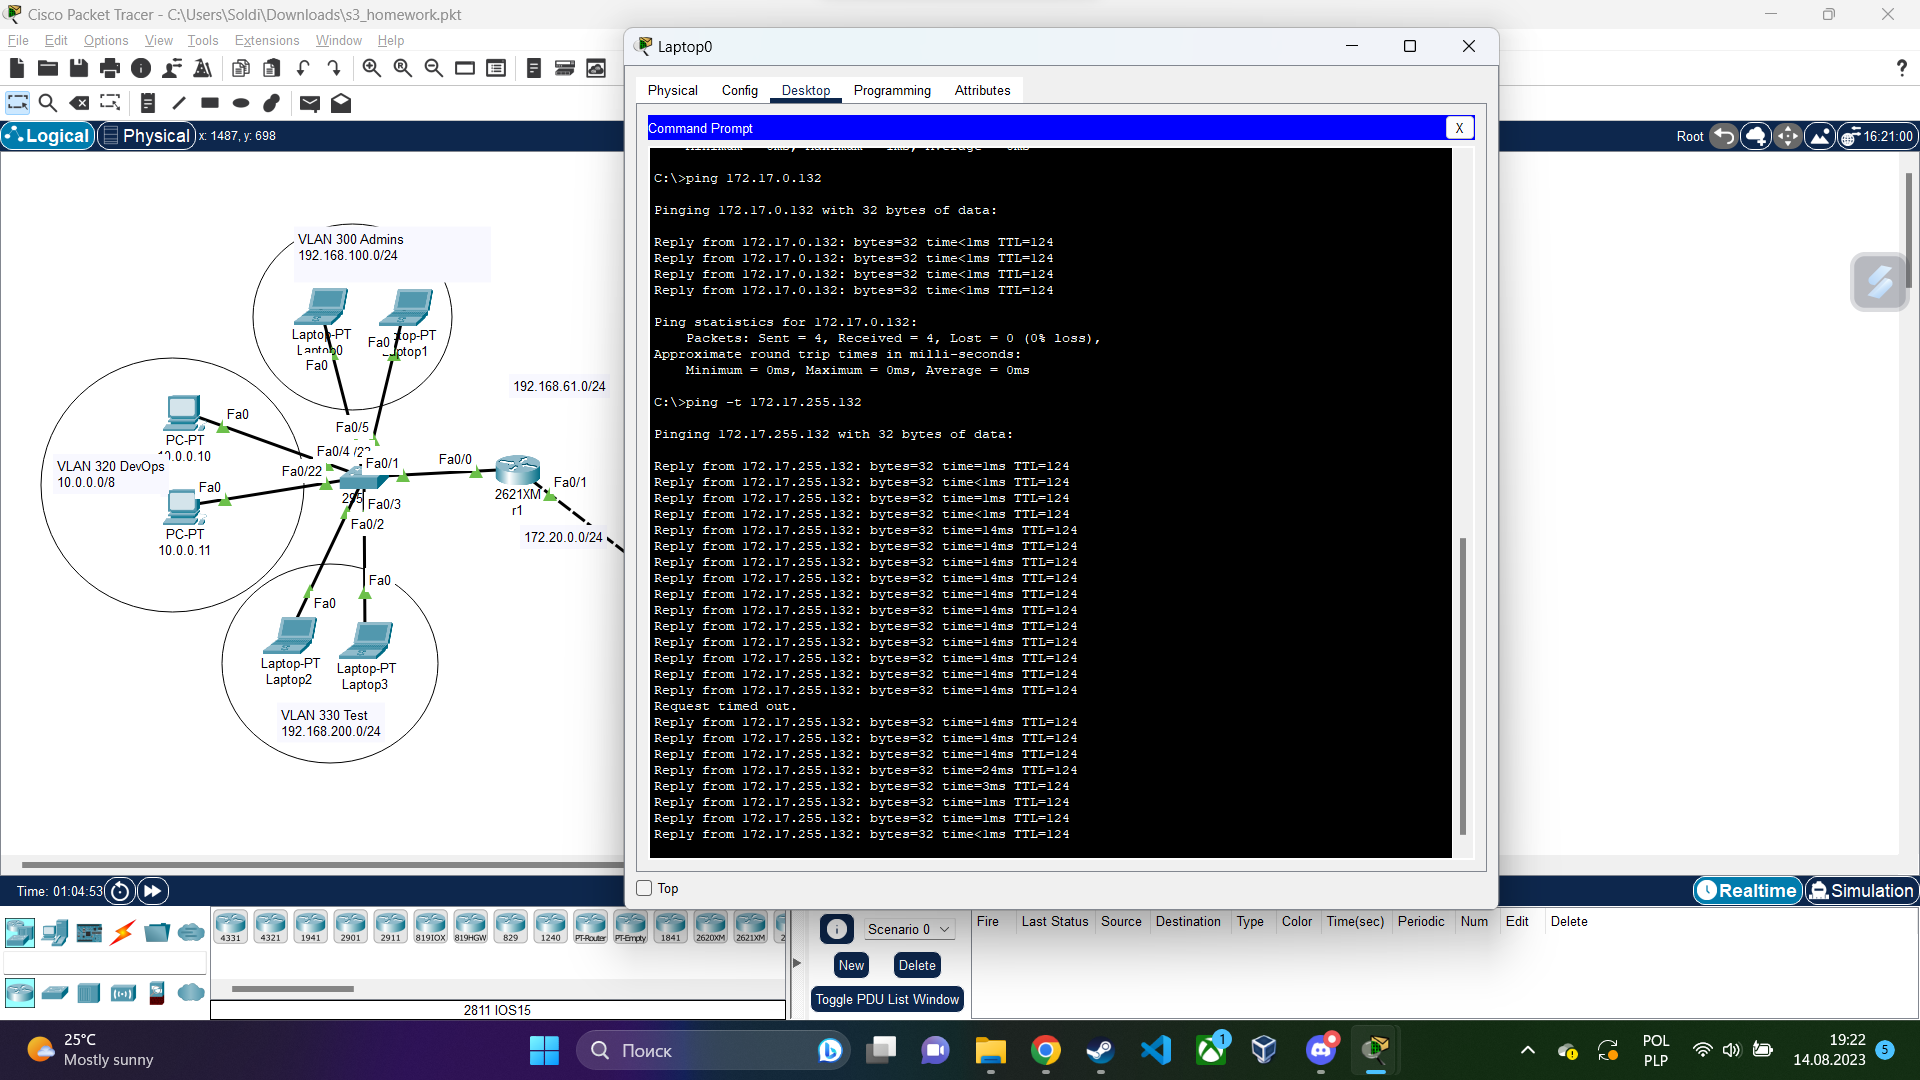 Cisco Packet Tracer - C:\Users\Soldi\Downloads\s3_homework.pkt
File Edit Options View Tools Extensions Window Help
Logical Physical x: 1487, y: 698
Root 16:21:00
VLAN 300 Admins
192.168.100.0/24
Laptop-PT
Laptop0
Fa0
Fa0
192.168.61.0/24
Fa0
PC-PT
10.0.0.10
VLAN 320 DevOps
10.0.0.0/8
Fa0
PC-PT
10.0.0.11
Fa0/5
Fa0/4
Fa0/22
Fa0/1
Fa0/3
Fa0/2
Fa0/0
2621XM
r1
Fa0/1
172.20.0.0/24
Fa0
Fa0
Laptop-PT
Laptop2
Laptop-PT
Laptop3
VLAN 330 Test
192.168.200.0/24
Laptop0
Physical Config Desktop Programming Attributes
Command Prompt
X
C:\>ping 172.17.0.132
Pinging 172.17.0.132 with 32 bytes of data:
Reply from 172.17.0.132: bytes=32 time<1ms TTL=124
Reply from 172.17.0.132: bytes=32 time<1ms TTL=124
Reply from 172.17.0.132: bytes=32 time<1ms TTL=124
Reply from 172.17.0.132: bytes=32 time<1ms TTL=124
Ping statistics for 172.17.0.132:
Packets: Sent = 4, Received = 4, Lost = 0 (0% loss),
Approximate round trip times in milli-seconds:
Minimum = 0ms, Maximum = 0ms, Average = 0ms
C:\>ping -t 172.17.255.132
Pinging 172.17.255.132 with 32 bytes of data:
Reply from 172.17.255.132: bytes=32 time=1ms TTL=124
Reply from 172.17.255.132: bytes=32 time<1ms TTL=124
Reply from 172.17.255.132: bytes=32 time=1ms TTL=124
Reply from 172.17.255.132: bytes=32 time<1ms TTL=124
Reply from 172.17.255.132: bytes=32 time=14ms TTL=124
Reply from 172.17.255.132: bytes=32 time=14ms TTL=124
Reply from 172.17.255.132: bytes=32 time=14ms TTL=124
Reply from 172.17.255.132: bytes=32 time=14ms TTL=124
Reply from 172.17.255.132: bytes=32 time=14ms TTL=124
Reply from 172.17.255.132: bytes=32 time=14ms TTL=124
Reply from 172.17.255.132: bytes=32 time=14ms TTL=124
Reply from 172.17.255.132: bytes=32 time=14ms TTL=124
Reply from 172.17.255.132: bytes=32 time=14ms TTL=124
Reply from 172.17.255.132: bytes=32 time=14ms TTL=124
Reply from 172.17.255.132: bytes=32 time=14ms TTL=124
Request timed out.
Reply from 172.17.255.132: bytes=32 time=14ms TTL=124
Reply from 172.17.255.132: bytes=32 time=14ms TTL=124
Reply from 172.17.255.132: bytes=32 time=14ms TTL=124
Reply from 172.17.255.132: bytes=32 time=24ms TTL=124
Reply from 172.17.255.132: bytes=32 time=3ms TTL=124
Reply from 172.17.255.132: bytes=32 time=1ms TTL=124
Reply from 172.17.255.132: bytes=32 time=1ms TTL=124
Reply from 172.17.255.132: bytes=32 time<1ms TTL=124
Top
Time: 01:04:53
Realtime Simulation
4331 4321 1941 2901 2911 819IOX 819HGW 829 1240 PT-Router PT-Empty 1841 2620XM 2621XM
2811 IOS15
Scenario 0
New Delete
Toggle PDU List Window
Fire Last Status Source Destination Type Color Time(sec) Periodic Num Edit Delete
25°C
Mostly sunny
Поиск
1
POL
PLP
19:22
14.08.2023
5